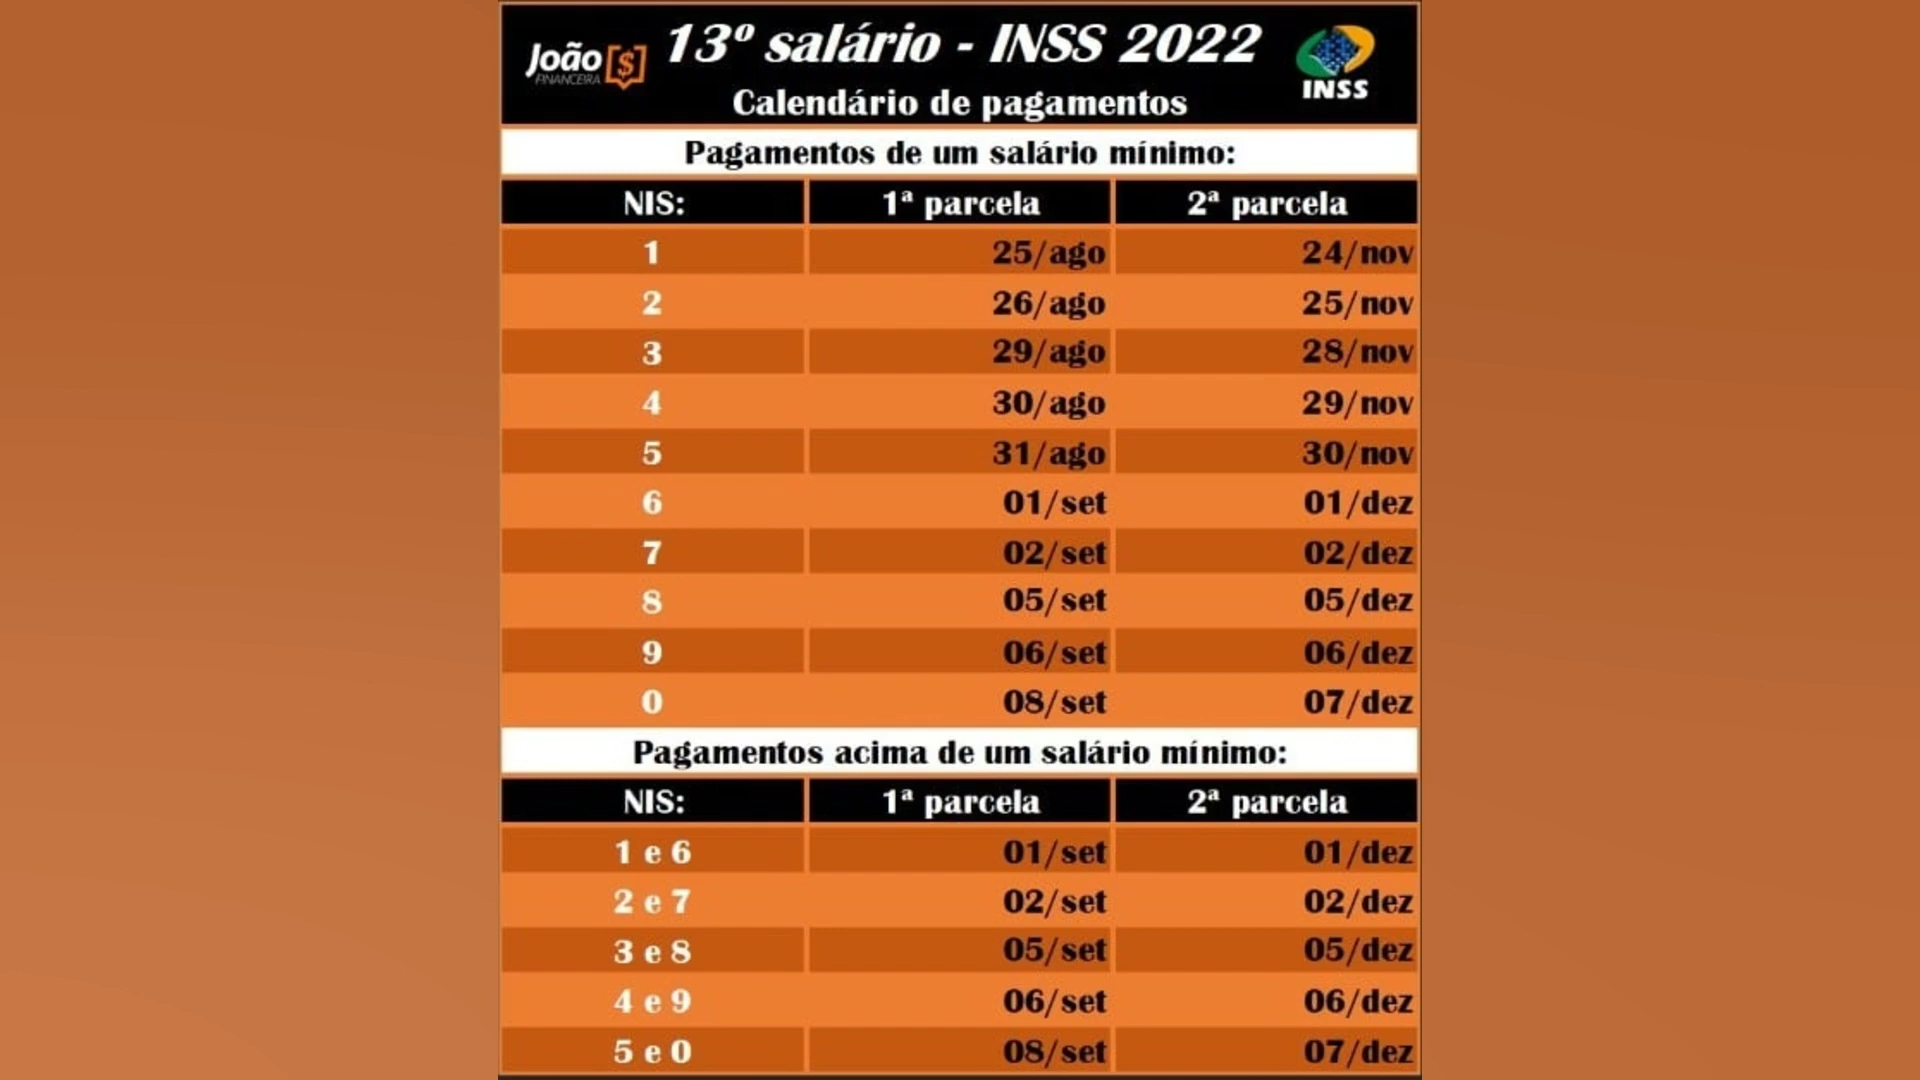 João
FINANCEIRA
13º salário - INSS 2022
INSS
Calendário de pagamentos
Pagamentos de um salário mínimo:
NIS: 1ª parcela 2ª parcela
1 25/ago 24/nov
2 26/ago 25/nov
3 29/ago 28/nov
4 30/ago 29/nov
5 31/ago 30/nov
6 01/set 01/dez
7 02/set 02/dez
8 05/set 05/dez
9 06/set 06/dez
0 08/set 07/dez
Pagamentos acima de um salário mínimo:
NIS: 1ª parcela 2ª parcela
1 e 6 01/set 01/dez
2 e 7 02/set 02/dez
3 e 8 05/set 05/dez
4 e 9 06/set 06/dez
5 e 0 08/set 07/dez